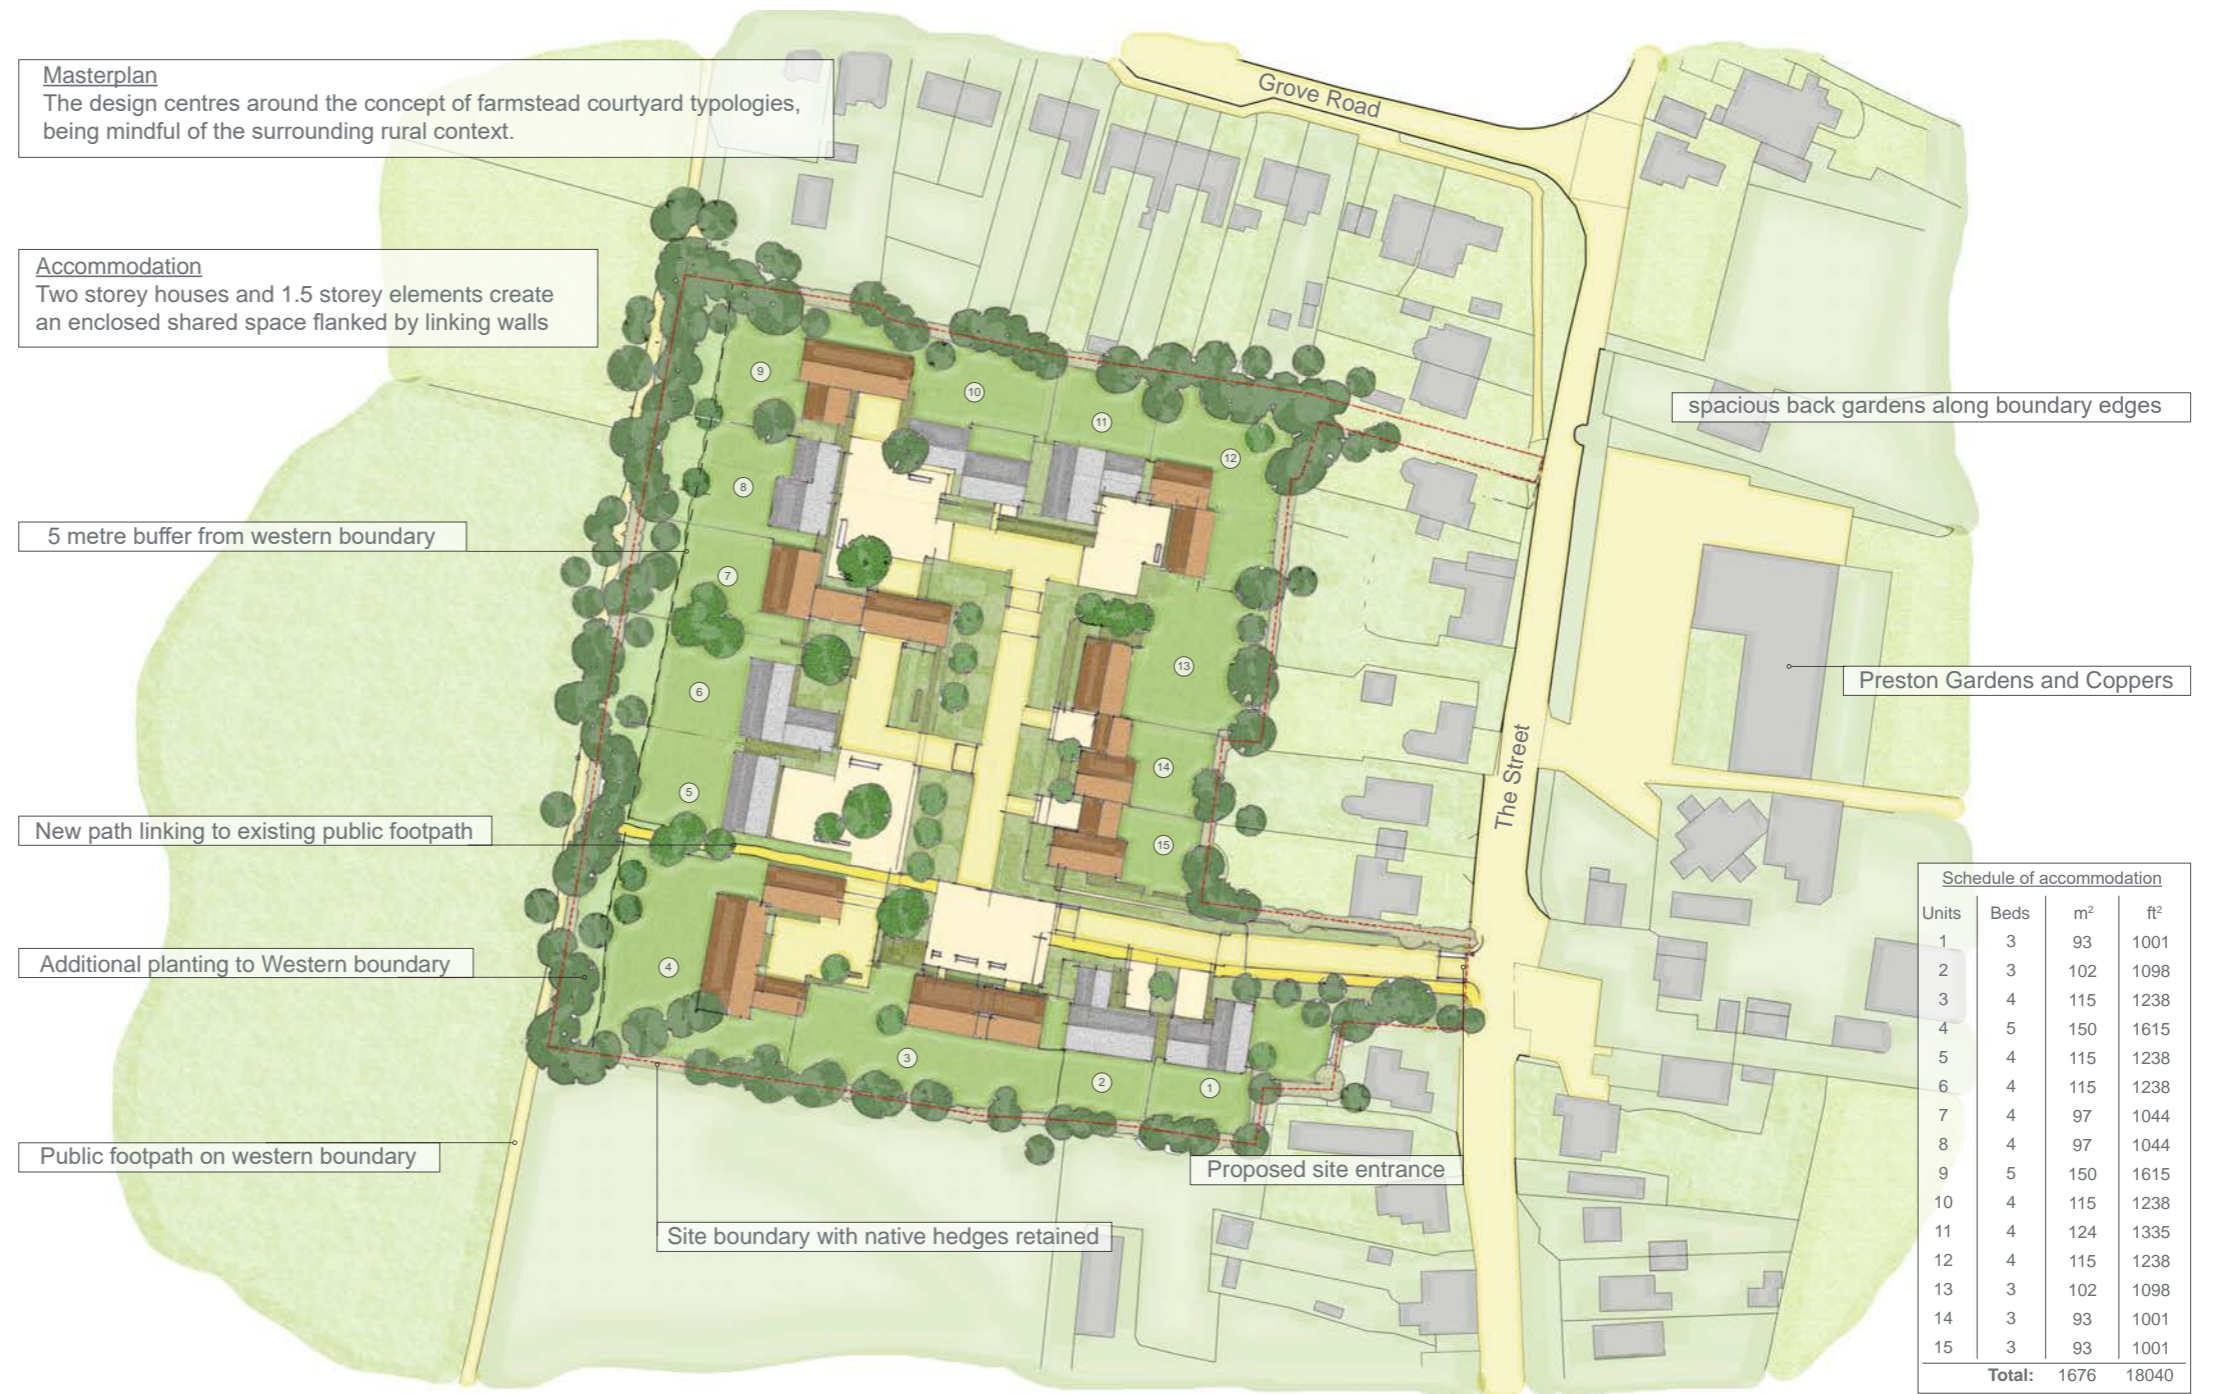 Masterplan
The design centres around the concept of farmstead courtyard typologies,
being mindful of the surrounding rural context.
Grove Road
Accommodation
Two storey houses and 1.5 storey elements create
an enclosed shared space flanked by linking walls
spacious back gardens along boundary edges
5 metre buffer from western boundary
Preston Gardens and Coppers
The Street
New path linking to existing public footpath
Additional planting to Western boundary
Public footpath on western boundary
Proposed site entrance
Site boundary with native hedges retained
9
10
11
12
8
7
13
6
14
5
15
4
3
2
1
Schedule of accommodation
Units Beds m² ft²
1 3 93 1001
2 3 102 1098
3 4 115 1238
4 5 150 1615
5 4 115 1238
6 4 115 1238
7 4 97 1044
8 4 97 1044
9 5 150 1615
10 4 115 1238
11 4 124 1335
12 4 115 1238
13 3 102 1098
14 3 93 1001
15 3 93 1001
Total: 1676 18040